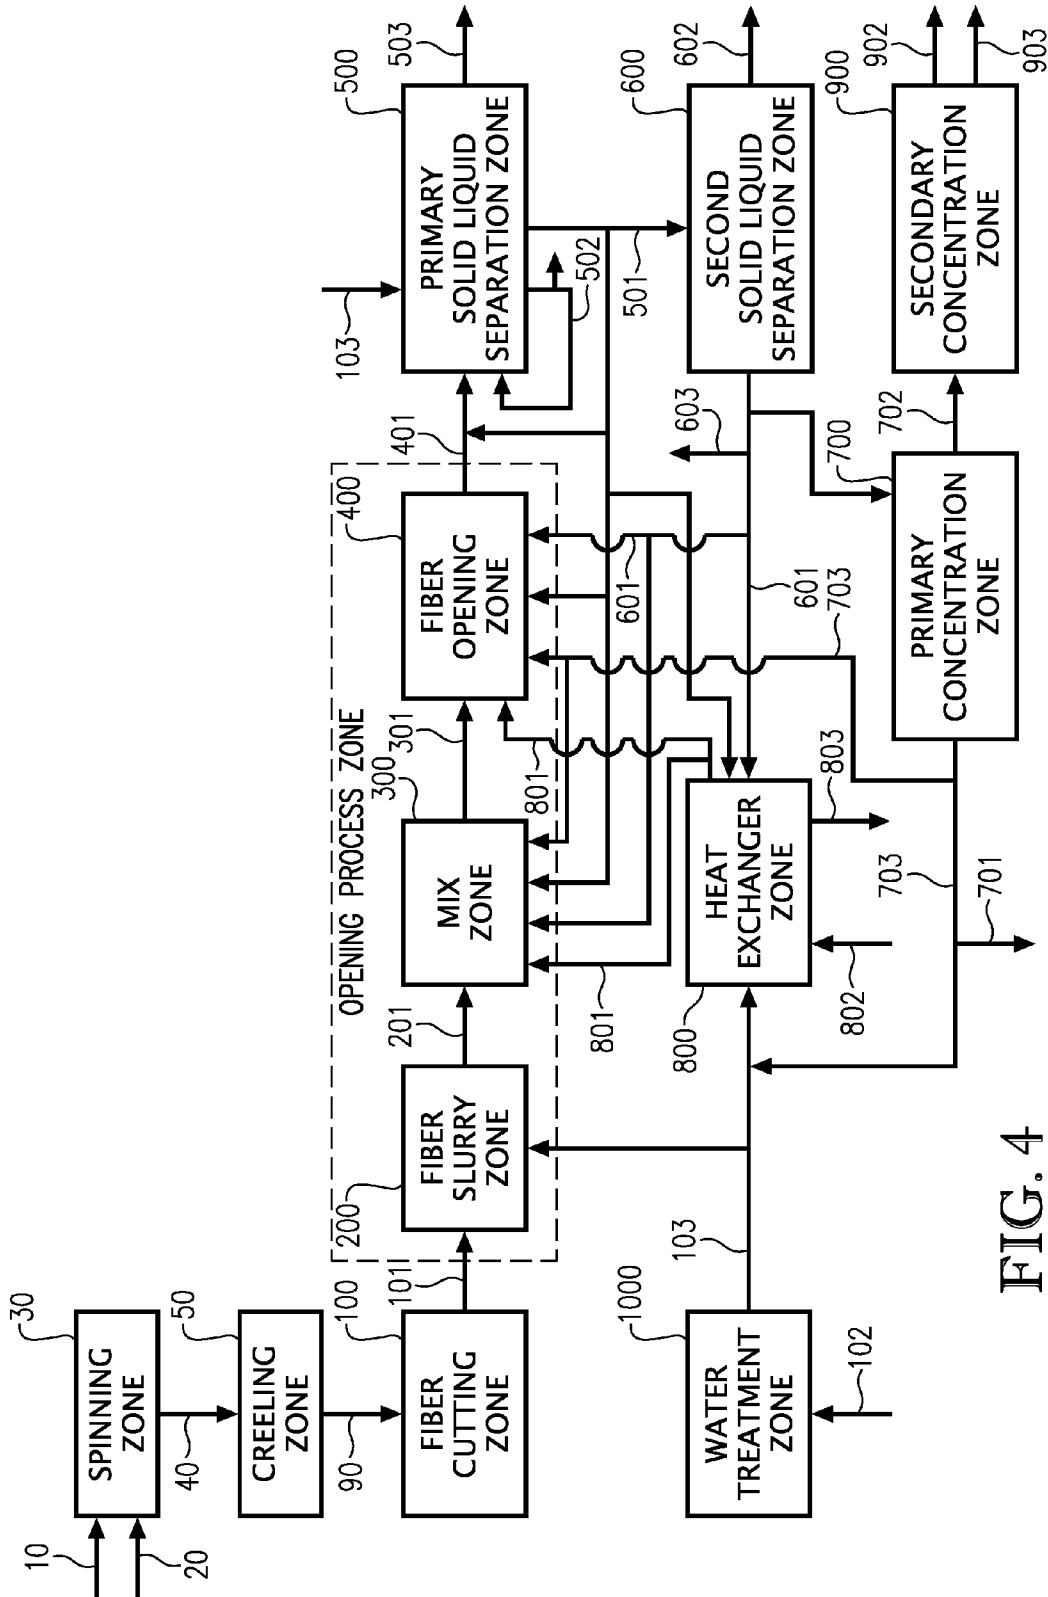 10
20
30
SPINNING
ZONE
40
50
CREELING
ZONE
90
100
FIBER
CUTTING
ZONE
101
OPENING PROCESS ZONE
200
FIBER
SLURRY
ZONE
201
300
MIX
ZONE
301
400
FIBER
OPENING
ZONE
401
103
500
PRIMARY
SOLID LIQUID
SEPARATION ZONE
503
502
501
600
SECOND
SOLID LIQUID
SEPARATION ZONE
602
603
601
601
703
801
801
1000
WATER
TREATMENT
ZONE
102
103
800
HEAT
EXCHANGER
ZONE
802
803
703
701
700
PRIMARY
CONCENTRATION
ZONE
702
900
SECONDARY
CONCENTRATION
ZONE
902
903
FIG. 4